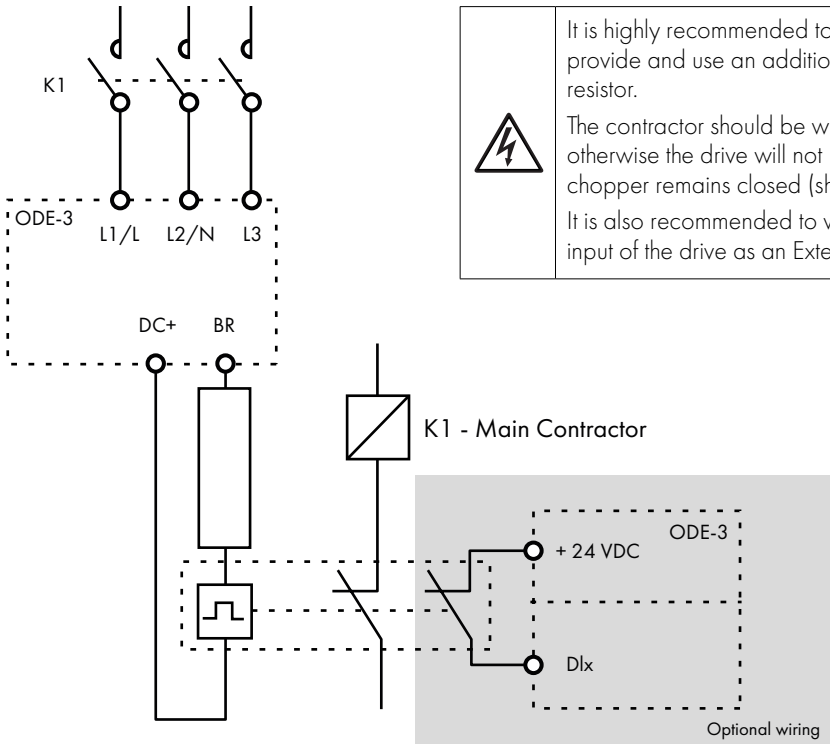 K1
ODE-3
L1/L L2/N L3
DC+ BR
It is highly recommended to
provide and use an additio
resistor.
The contractor should be w
otherwise the drive will not
chopper remains closed (sh
It is also recommended to w
input of the drive as an Exte
K1 - Main Contractor
ODE-3
+ 24 VDC
DIx
Optional wiring